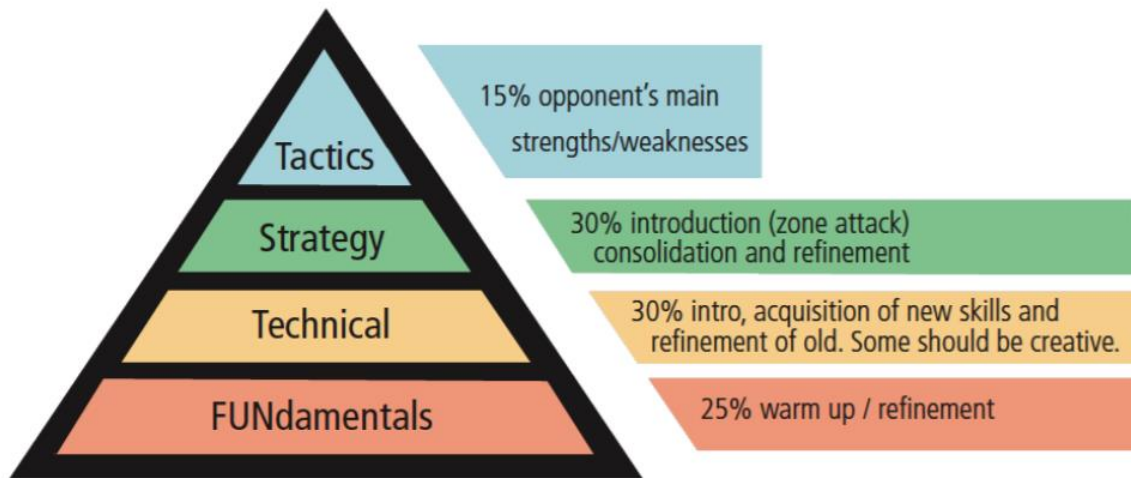 Tactics
15% opponent's main
strengths/weaknesses
Strategy
30% introduction (zone attack)
consolidation and refinement
Technical
30% intro, acquisition of new skills and
refinement of old. Some should be creative.
FUNdamentals
25% warm up / refinement